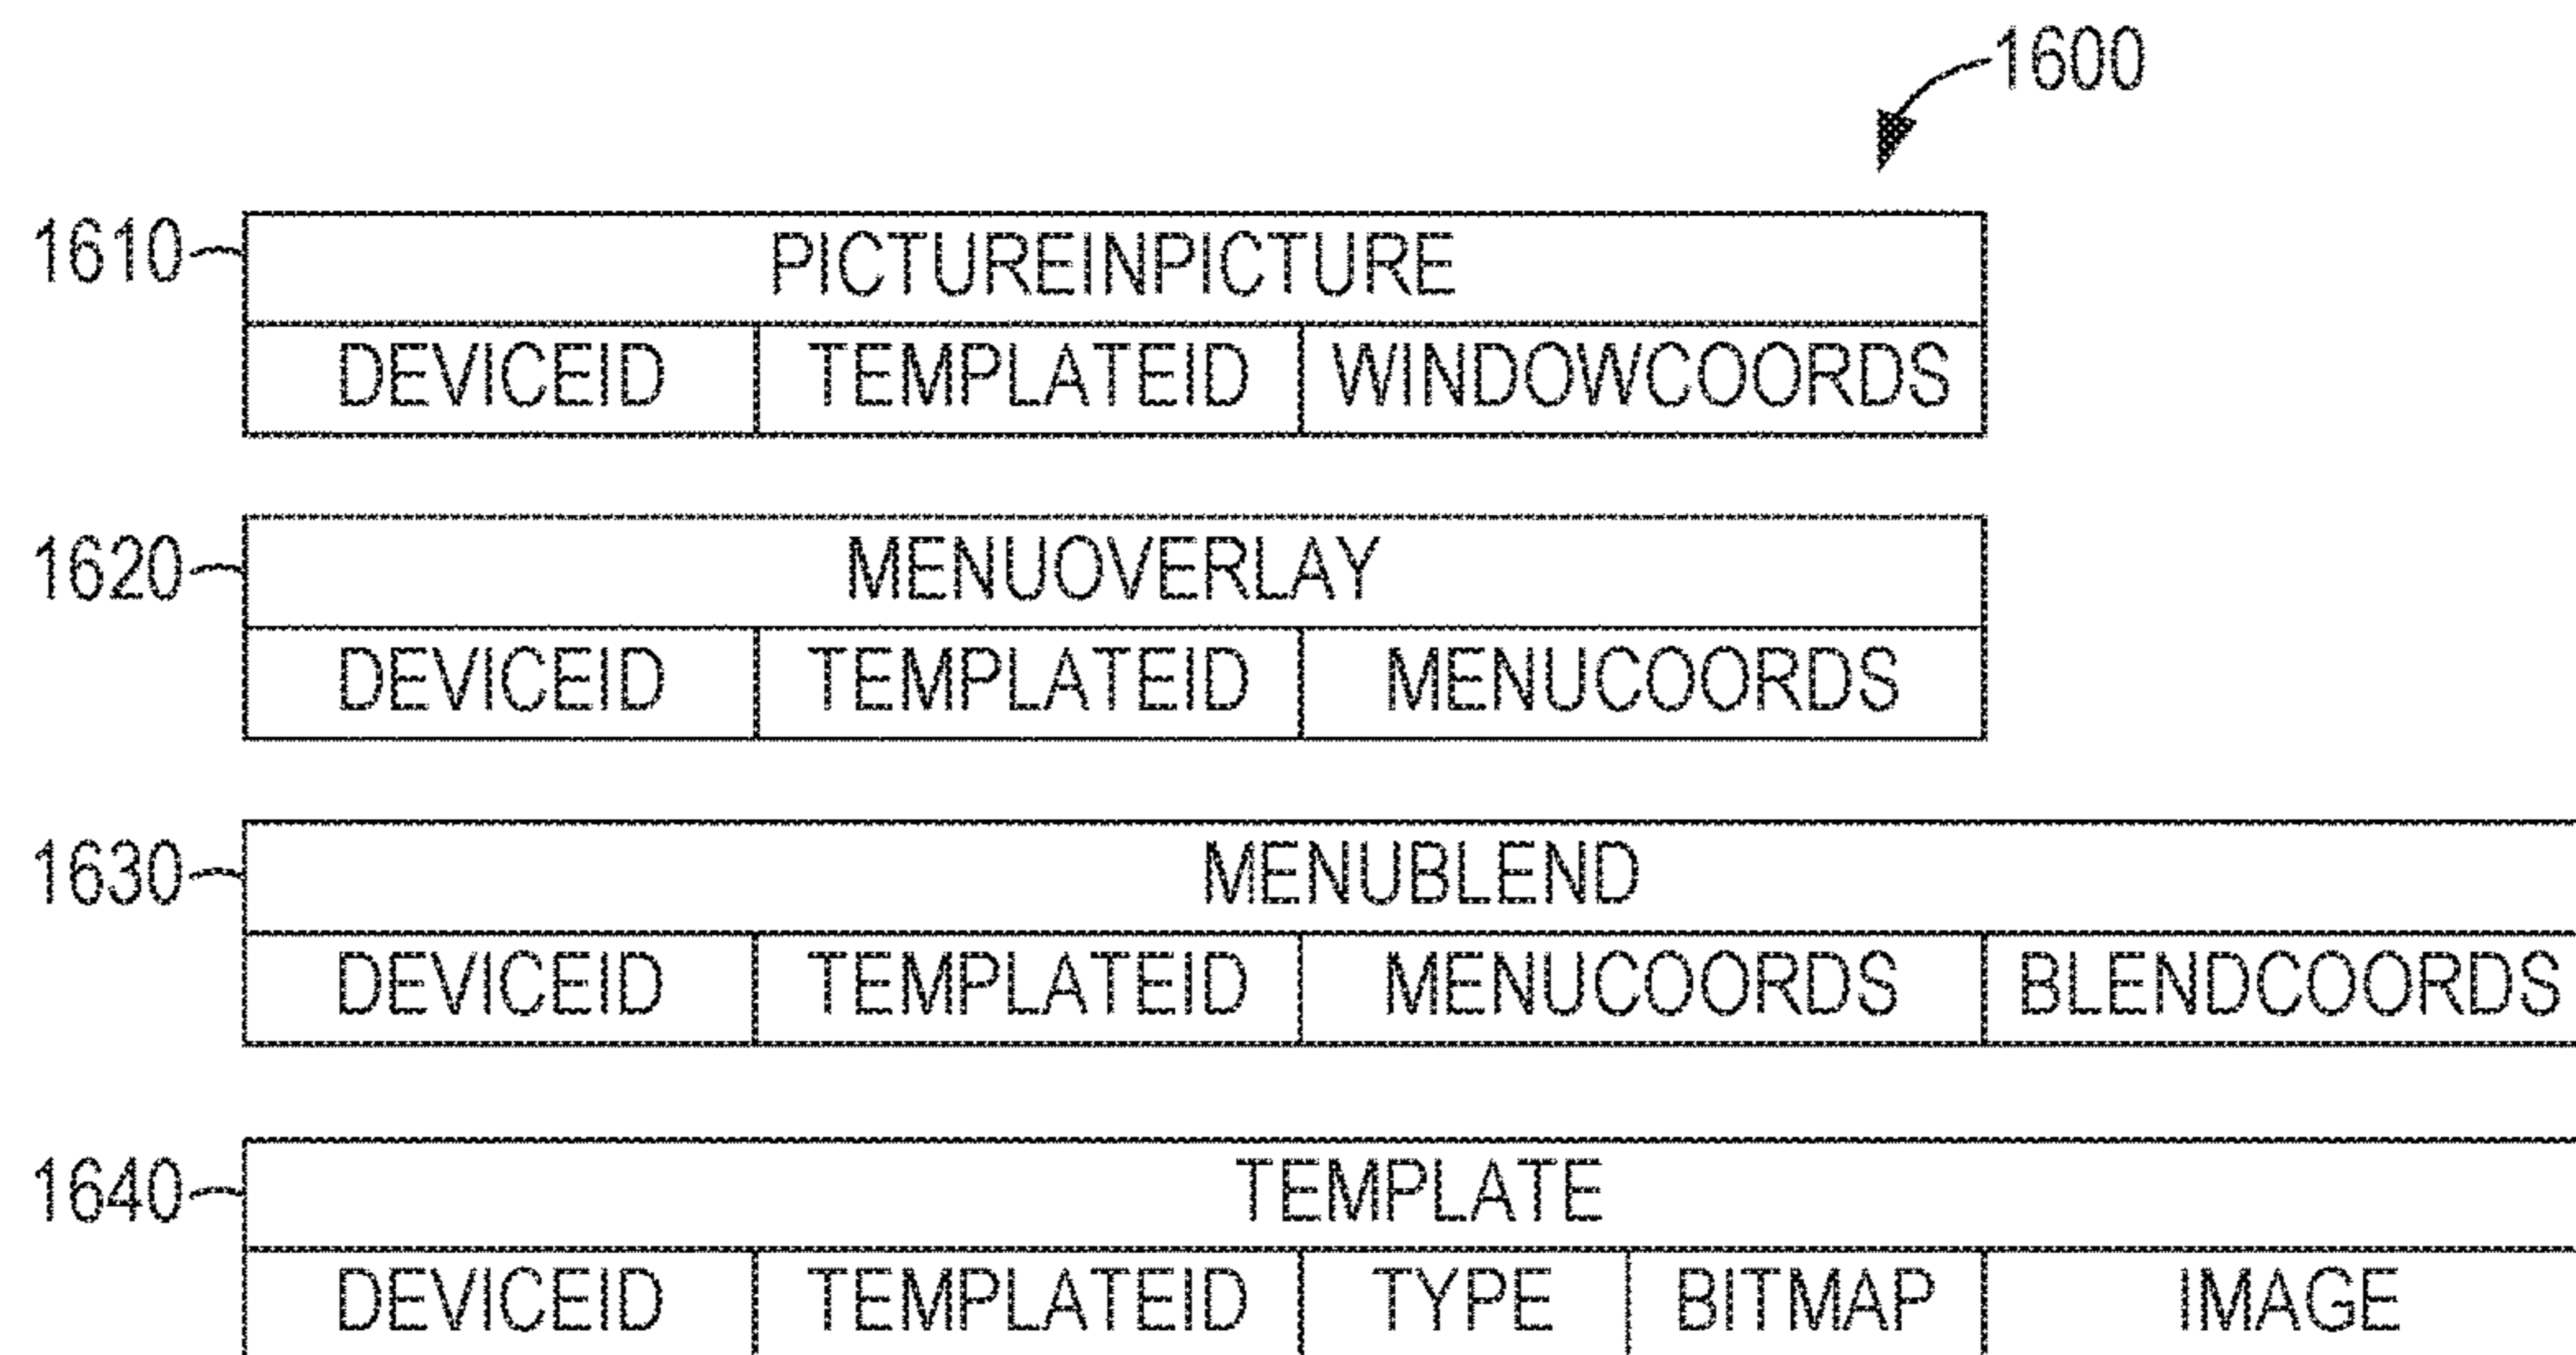 1600
1610 PICTUREINPICTURE
DEVICEID TEMPLATEID WINDOWCOORDS
1620 MENUOVERLAY
DEVICEID TEMPLATEID MENUCOORDS
1630 MENUBLEND
DEVICEID TEMPLATEID MENUCOORDS BLENDCOORDS
1640 TEMPLATE
DEVICEID TEMPLATEID TYPE BITMAP IMAGE